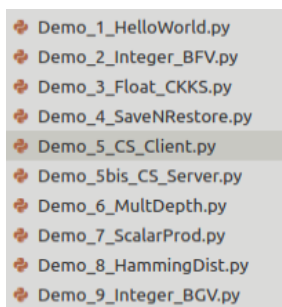 Demo_1_HelloWorld.py
Demo_2_Integer_BFV.py
Demo_3_Float_CKKS.py
Demo_4_SaveNRestore.py
Demo_5_CS_Client.py
Demo_5bis_CS_Server.py
Demo_6_MultDepth.py
Demo_7_ScalarProd.py
Demo_8_HammingDist.py
Demo_9_Integer_BGV.py